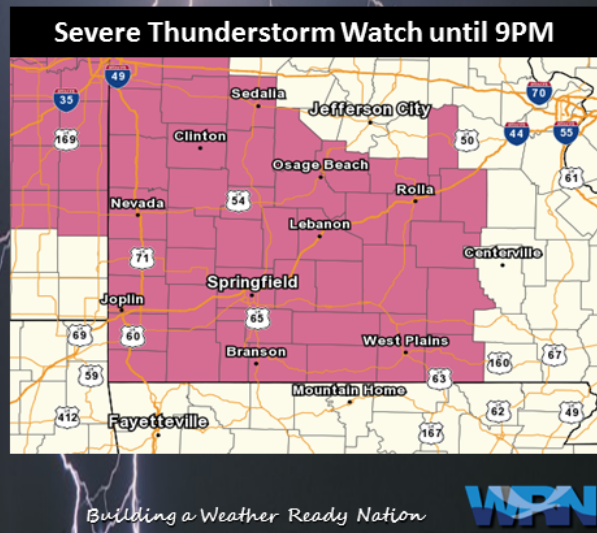 Severe Thunderstorm Watch until 9PM
49
70
35
Sedalia
Jefferson City
44
55
169
Clinton
50
Osage Beach
61
Rolla
Nevada
54
Lebanon
Centerville
71
Springfield
Joplin
65
69
60
West Plains
Branson
160
67
59
63
Mountain Home
412
Fayetteville
62
49
167
Building a Weather Ready Nation
WRN